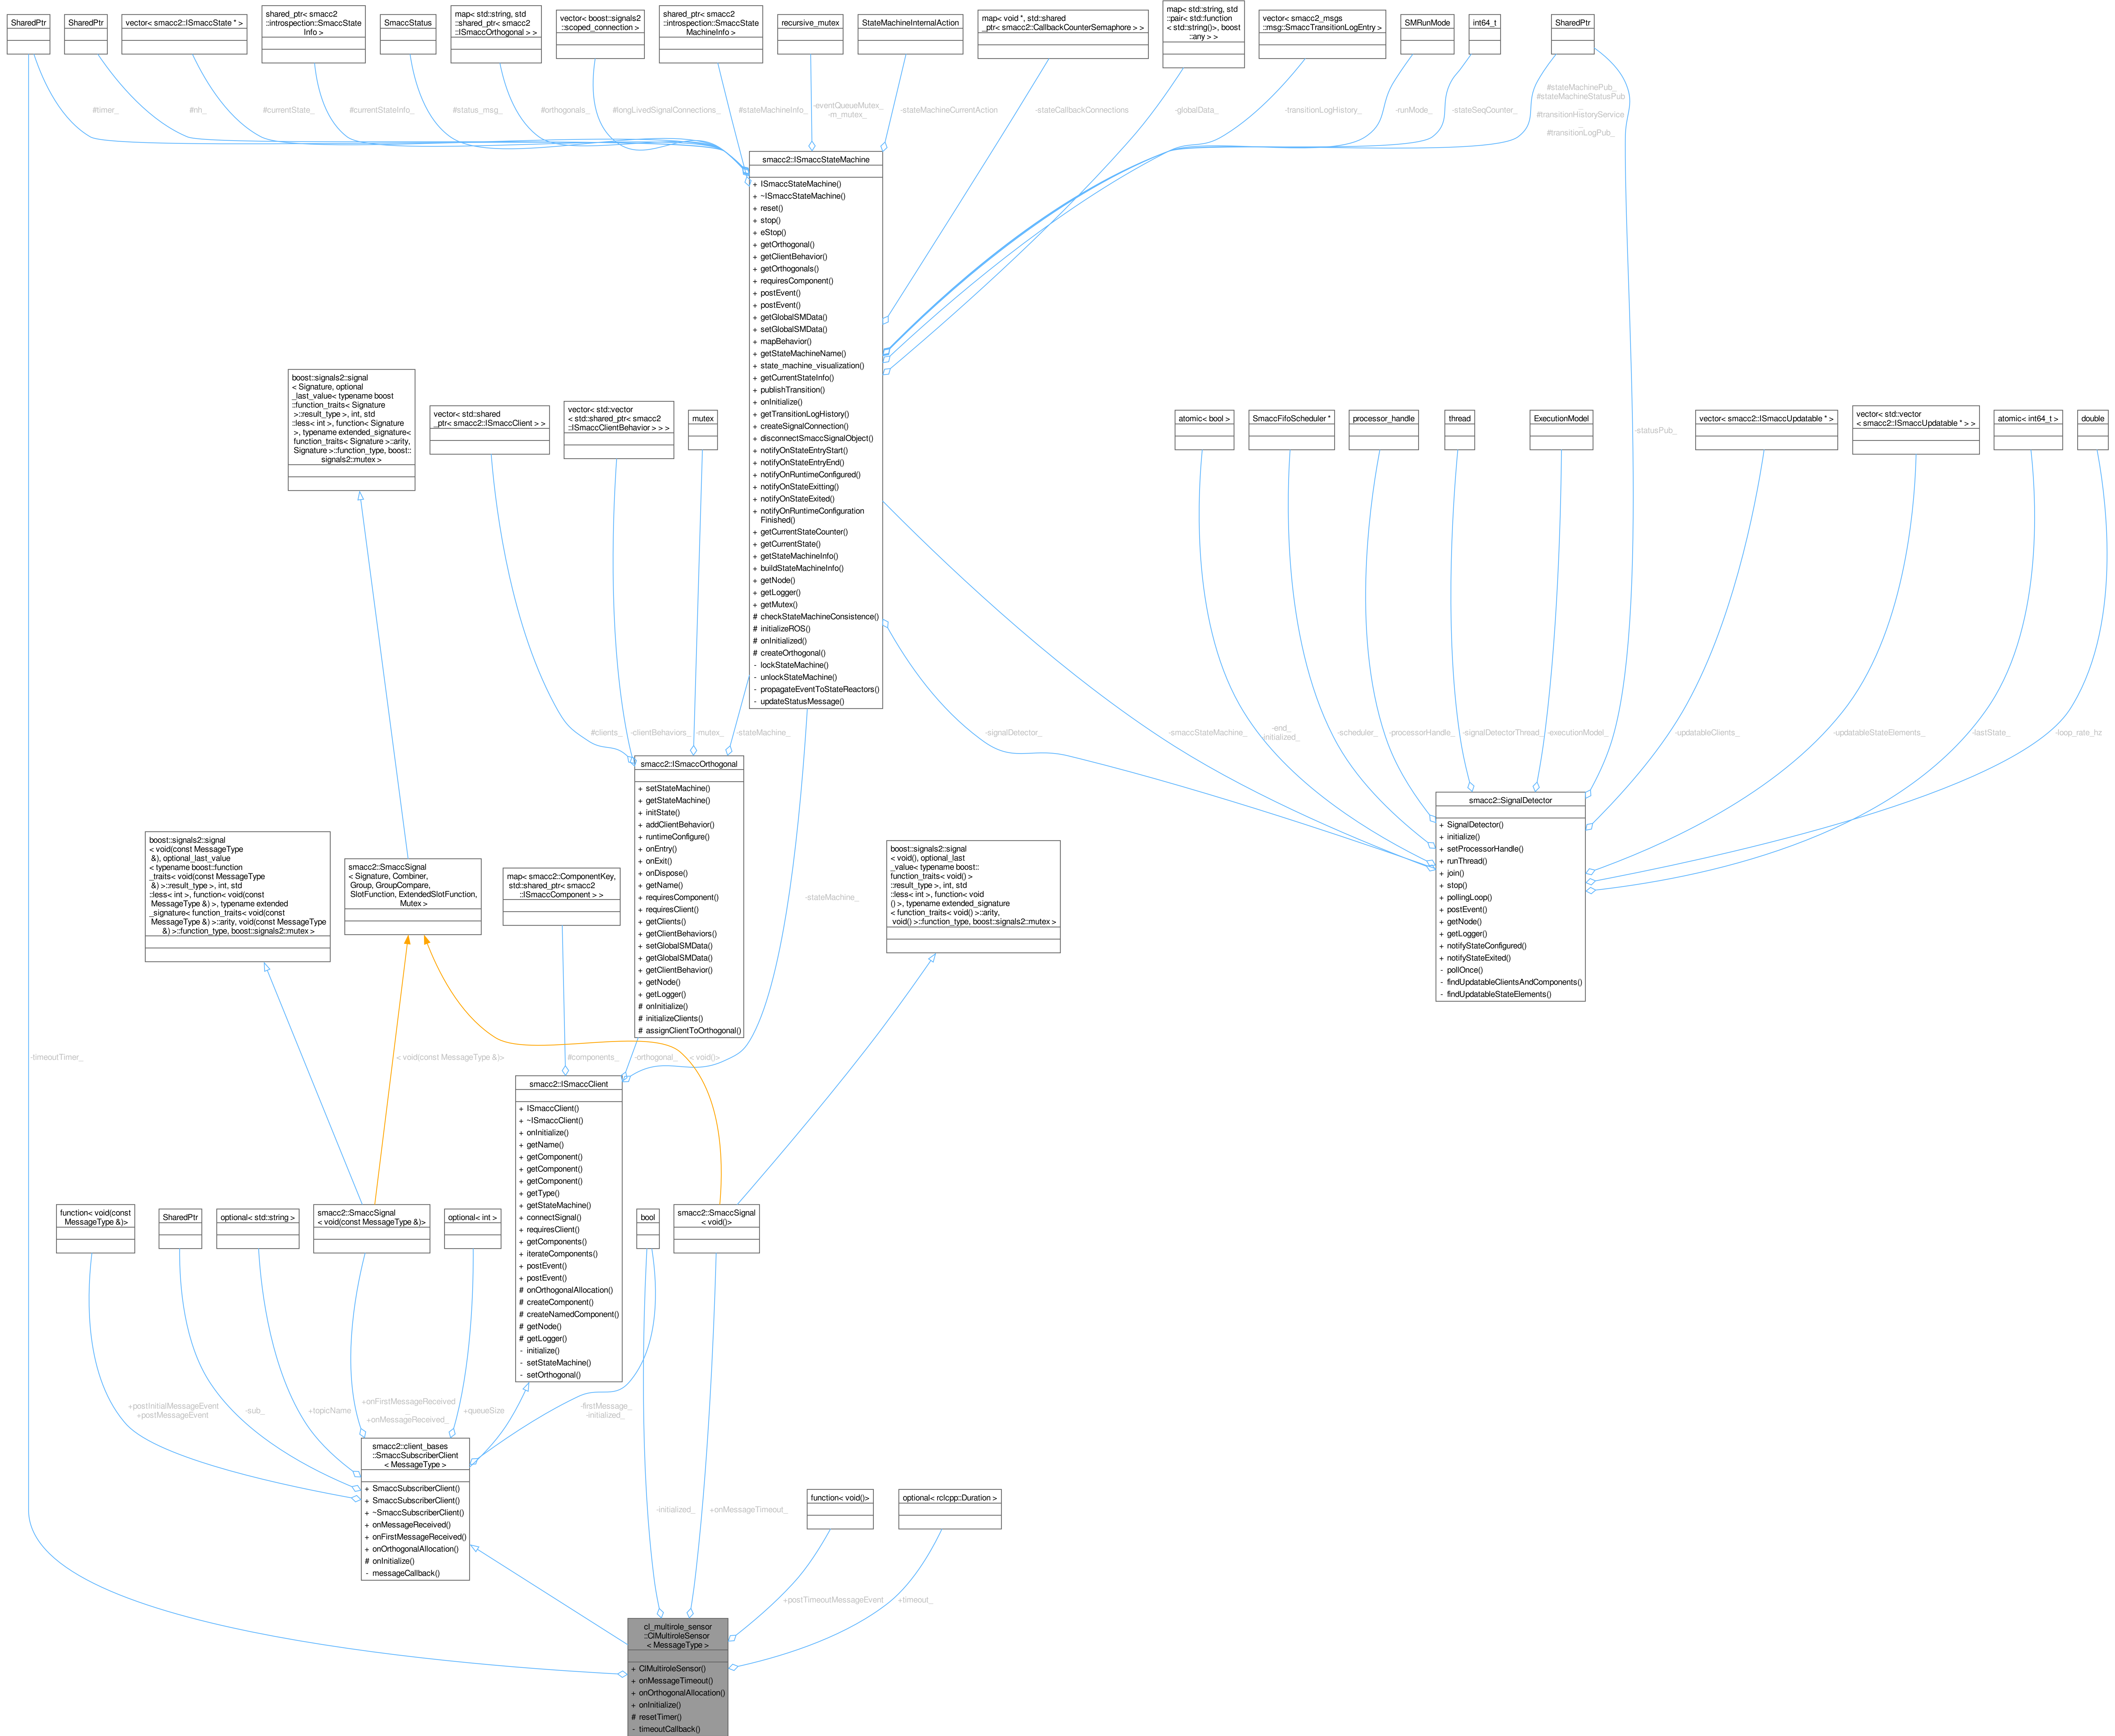 SharedPtr
SharedPtr
vector< smacc2::ISmaccState * >
shared_ptr< smacc2
::introspection::SmaccState
Info >
SmaccStatus
map< std::string, std
::shared_ptr< smacc2
::ISmaccOrthogonal > >
vector< boost::signals2
::scoped_connection >
shared_ptr< smacc2
::introspection::SmaccState
MachineInfo >
recursive_mutex
StateMachineInternalAction
map< void *, std::shared
_ptr< smacc2::CallbackCounterSemaphore > >
map< std::string, std
::pair< std::function
< std::string()>, boost
::any > >
vector< smacc2_msgs
::msg::SmaccTransitionLogEntry >
SMRunMode
int64_t
SharedPtr
#timer_
#nh_
#currentState_
#currentStateInfo_
#status_msg_
#orthogonals_
#longLivedSignalConnections_
#stateMachineInfo_
-eventQueueMutex_
-m_mutex_
-stateMachineCurrentAction
-stateCallbackConnections
-globalData_
-transitionLogHistory_
-runMode_
-stateSeqCounter_
#stateMachinePub_
#stateMachineStatusPub
_
#transitionHistoryService
_
#transitionLogPub_
smacc2::ISmaccStateMachine
+ ISmaccStateMachine()
+ ~ISmaccStateMachine()
+ reset()
+ stop()
+ eStop()
+ getOrthogonal()
+ getClientBehavior()
+ getOrthogonals()
+ requiresComponent()
+ postEvent()
+ postEvent()
+ getGlobalSMData()
+ setGlobalSMData()
+ mapBehavior()
+ getStateMachineName()
+ state_machine_visualization()
+ getCurrentStateInfo()
+ publishTransition()
+ onInitialize()
+ getTransitionLogHistory()
+ createSignalConnection()
+ disconnectSmaccSignalObject()
+ notifyOnStateEntryStart()
+ notifyOnStateEntryEnd()
+ notifyOnRuntimeConfigured()
+ notifyOnStateExitting()
+ notifyOnStateExited()
+ notifyOnRuntimeConfiguration
Finished()
+ getCurrentStateCounter()
+ getCurrentState()
+ getStateMachineInfo()
+ buildStateMachineInfo()
+ getNode()
+ getLogger()
+ getMutex()
# checkStateMachineConsistence()
# initializeROS()
# onInitialized()
# createOrthogonal()
- lockStateMachine()
- unlockStateMachine()
- propagateEventToStateReactors()
- updateStatusMessage()
boost::signals2::signal
< Signature, optional
_last_value< typename boost
::function_traits< Signature
>::result_type >, int, std
::less< int >, function< Signature
>, typename extended_signature<
function_traits< Signature >::arity,
Signature >::function_type, boost::
signals2::mutex >
vector< std::shared
_ptr< smacc2::ISmaccClient > >
vector< std::vector
< std::shared_ptr< smacc2
::ISmaccClientBehavior > > >
mutex
atomic< bool >
SmaccFifoScheduler *
processor_handle
thread
ExecutionModel
-statusPub_
vector< smacc2::ISmaccUpdatable * >
vector< std::vector
< smacc2::ISmaccUpdatable * > >
atomic< int64_t >
double
#clients_
-clientBehaviors_
-mutex_
-stateMachine_
-signalDetector_
-smaccStateMachine_
-end_
-initialized_
-scheduler_
-processorHandle_
-signalDetectorThread_
-executionModel_
-updatableClients_
-updatableStateElements_
-lastState_
-loop_rate_hz
smacc2::ISmaccOrthogonal
+ setStateMachine()
+ getStateMachine()
+ initState()
+ addClientBehavior()
+ runtimeConfigure()
+ onEntry()
+ onExit()
+ onDispose()
+ getName()
+ requiresComponent()
+ requiresClient()
+ getClients()
+ getClientBehaviors()
+ setGlobalSMData()
+ getGlobalSMData()
+ getClientBehavior()
+ getNode()
+ getLogger()
# onInitialize()
# initializeClients()
# assignClientToOrthogonal()
smacc2::SignalDetector
+ SignalDetector()
+ initialize()
+ setProcessorHandle()
+ runThread()
+ join()
+ stop()
+ pollingLoop()
+ postEvent()
+ getNode()
+ getLogger()
+ notifyStateConfigured()
+ notifyStateExited()
- pollOnce()
- findUpdatableClientsAndComponents()
- findUpdatableStateElements()
boost::signals2::signal
< void(const MessageType
&), optional_last_value
< typename boost::function
_traits< void(const MessageType
&) >::result_type >, int, std
::less< int >, function< void(const
MessageType &) >, typename extended
_signature< function_traits< void(const
MessageType &) >::arity, void(const MessageType
&) >::function_type, boost::signals2::mutex >
smacc2::SmaccSignal
< Signature, Combiner,
Group, GroupCompare,
SlotFunction, ExtendedSlotFunction,
Mutex >
map< smacc2::ComponentKey,
std::shared_ptr< smacc2
::ISmaccComponent > >
-stateMachine_
boost::signals2::signal
< void(), optional_last
_value< typename boost::
function_traits< void() >
::result_type >, int, std
::less< int >, function< void
() >, typename extended_signature
< function_traits< void() >::arity,
void() >::function_type, boost::signals2::mutex >
-timeoutTimer_
< void(const MessageType &)>
#components_
-orthogonal_
< void()>
smacc2::ISmaccClient
+ ISmaccClient()
+ ~ISmaccClient()
+ onInitialize()
+ getName()
+ getComponent()
+ getComponent()
+ getComponent()
+ getType()
+ getStateMachine()
+ connectSignal()
+ requiresClient()
+ getComponents()
+ iterateComponents()
+ postEvent()
+ postEvent()
# onOrthogonalAllocation()
# createComponent()
# createNamedComponent()
# getNode()
# getLogger()
- initialize()
- setStateMachine()
- setOrthogonal()
function< void(const
MessageType &)>
SharedPtr
optional< std::string >
smacc2::SmaccSignal
< void(const MessageType &)>
optional< int >
bool
smacc2::SmaccSignal
< void()>
+postInitialMessageEvent
+postMessageEvent
-sub_
+topicName
+onFirstMessageReceived
_
+onMessageReceived_
+queueSize
-firstMessage_
-initialized_
smacc2::client_bases
::SmaccSubscriberClient
< MessageType >
+ SmaccSubscriberClient()
+ SmaccSubscriberClient()
+ ~SmaccSubscriberClient()
+ onMessageReceived()
+ onFirstMessageReceived()
+ onOrthogonalAllocation()
# onInitialize()
- messageCallback()
-initialized_
+onMessageTimeout_
function< void()>
optional< rclcpp::Duration >
+postTimeoutMessageEvent
+timeout_
cl_multirole_sensor
::ClMultiroleSensor
< MessageType >
+ ClMultiroleSensor()
+ onMessageTimeout()
+ onOrthogonalAllocation()
+ onInitialize()
# resetTimer()
- timeoutCallback()